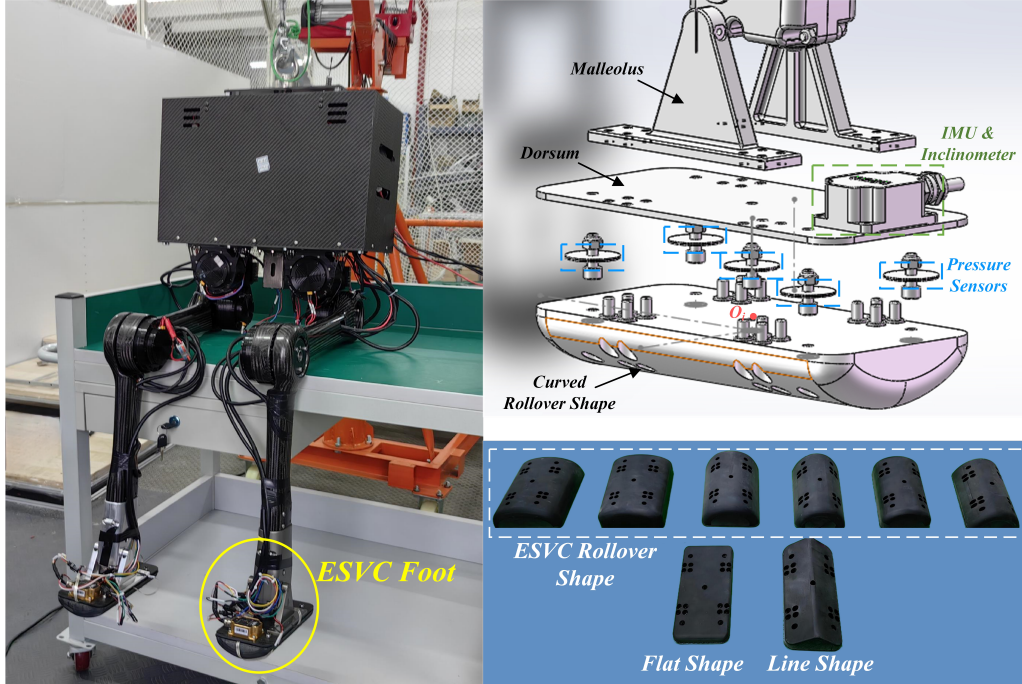 ESVC Foot
Malleolus
Dorsum
IMU &
Inclinometer
Pressure
Sensors
Curved
Rollover Shape
ESVC Rollover
Shape
Flat Shape
Line Shape